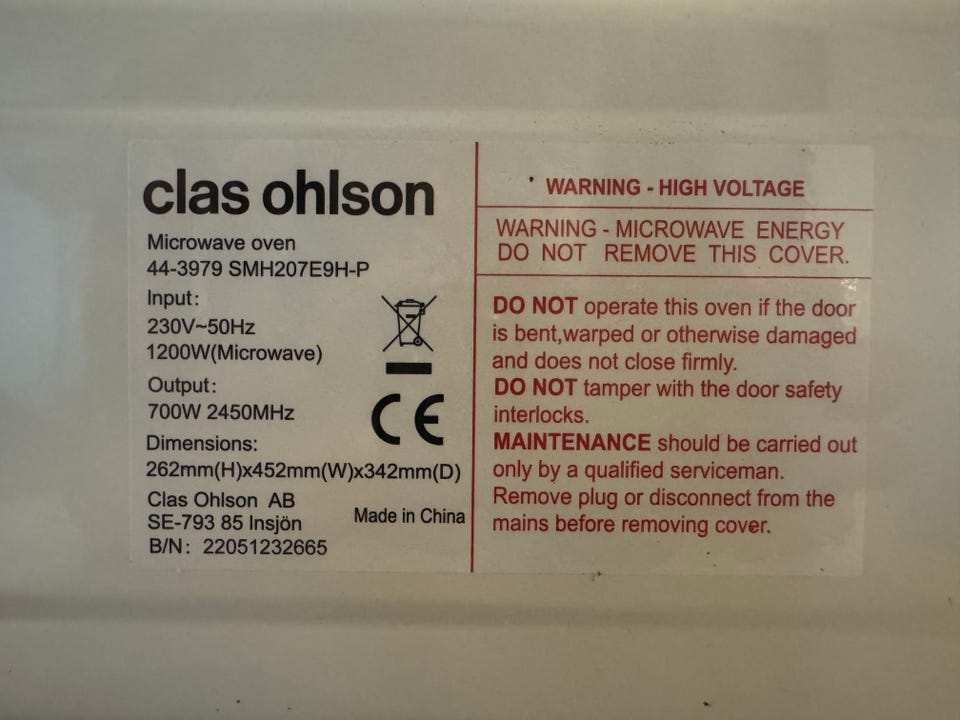 clas ohlson
Microwave oven
44-3979 SMH207E9H-P
Input:
230V~50Hz
1200W(Microwave)
Output:
700W 2450MHz
Dimensions:
262mm(H)x452mm(W)x342mm(D)
Clas Ohlson AB
SE-793 85 Insjön
B/N: 22051232665
CE
Made in China
WARNING - HIGH VOLTAGE
WARNING - MICROWAVE ENERGY
DO NOT REMOVE THIS COVER.
DO NOT operate this oven if the door
is bent,warped or otherwise damaged
and does not close firmly.
DO NOT tamper with the door safety
interlocks.
MAINTENANCE should be carried out
only by a qualified serviceman.
Remove plug or disconnect from the
mains before removing cover.